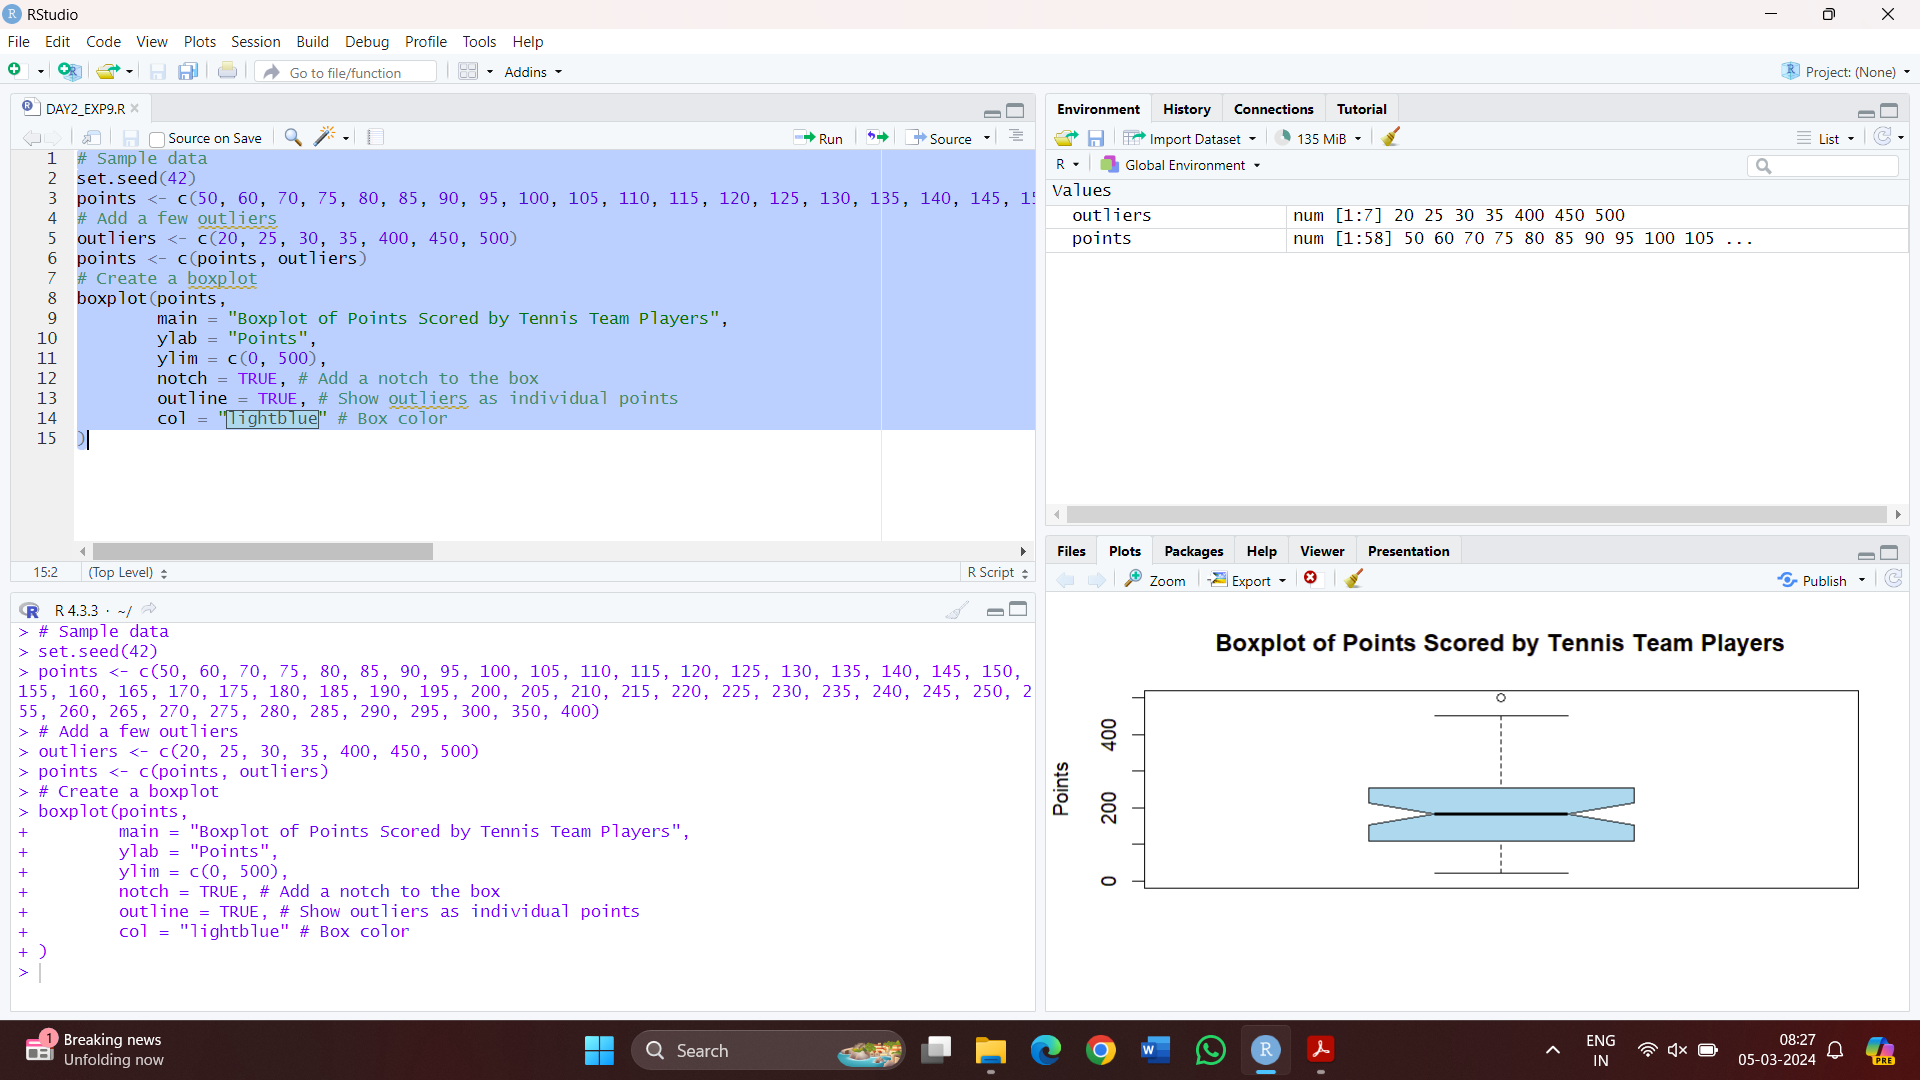 RStudio
File Edit Code View Plots Session Build Debug Profile Tools Help
Go to file/function Addins Project: (None)
DAY2_EXP9.R
Source on Save Run Source
1 # Sample data
2 set.seed(42)
3 points <- c(50, 60, 70, 75, 80, 85, 90, 95, 100, 105, 110, 115, 120, 125, 130, 135, 140, 145, 1
4 # Add a few outliers
5 outliers <- c(20, 25, 30, 35, 400, 450, 500)
6 points <- c(points, outliers)
7 # Create a boxplot
8 boxplot(points,
9 main = "Boxplot of Points Scored by Tennis Team Players",
10 ylab = "Points",
11 ylim = c(0, 500),
12 notch = TRUE, # Add a notch to the box
13 outline = TRUE, # Show outliers as individual points
14 col = "lightblue" # Box color
15 )
15:2 (Top Level) R Script
R 4.3.3 · ~/
> # Sample data
> set.seed(42)
> points <- c(50, 60, 70, 75, 80, 85, 90, 95, 100, 105, 110, 115, 120, 125, 130, 135, 140, 145, 150,
155, 160, 165, 170, 175, 180, 185, 190, 195, 200, 205, 210, 215, 220, 225, 230, 235, 240, 245, 250, 2
55, 260, 265, 270, 275, 280, 285, 290, 295, 300, 350, 400)
> # Add a few outliers
> outliers <- c(20, 25, 30, 35, 400, 450, 500)
> points <- c(points, outliers)
> # Create a boxplot
> boxplot(points,
+ main = "Boxplot of Points Scored by Tennis Team Players",
+ ylab = "Points",
+ ylim = c(0, 500),
+ notch = TRUE, # Add a notch to the box
+ outline = TRUE, # Show outliers as individual points
+ col = "lightblue" # Box color
+ )
>
Environment History Connections Tutorial
Import Dataset 135 MiB List
R Global Environment
Values
outliers num [1:7] 20 25 30 35 400 450 500
points num [1:58] 50 60 70 75 80 85 90 95 100 105 ...
Files Plots Packages Help Viewer Presentation
Zoom Export Publish
Boxplot of Points Scored by Tennis Team Players
Points
400
200
0
1 Breaking news
Unfolding now
Search
ENG
IN
08:27
05-03-2024
PRE